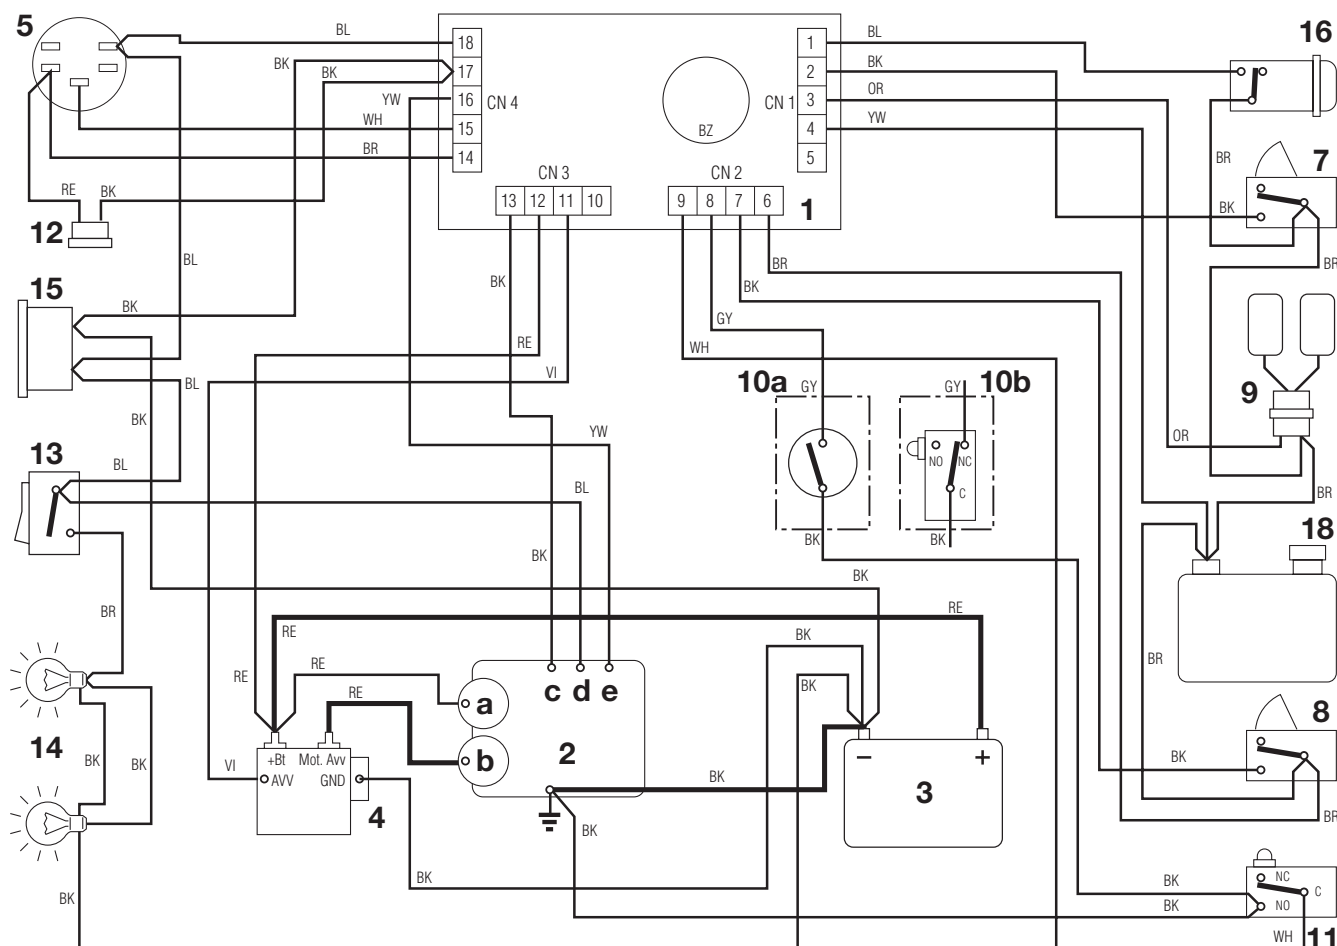 5 BL 16
18 1 BL
BK BK 17 2 BK
YW 16 CN 4 CN 1 3 OR
WH 15 BZ 4 YW
BR 14 5
CN 3 CN 2
13 12 11 10 9 8 7 6 1
RE BK
12
BR 7
BK
BL BK BR BR
15 BK BK
GY
RE WH
VI
BL 10a GY GY 10b 9
BK
YW OR
13
BL NO NC
BL C BR
BK BK 18
BK BK
BR RE
RE BK
RE RE RE BK BR
c d e
a 8
14 2
BK BK +Bt Mot. Avv b – + BK
VI AVV GND BK 3
4 BR
BK
BK BK NC
NO C
BK BK
WH 11